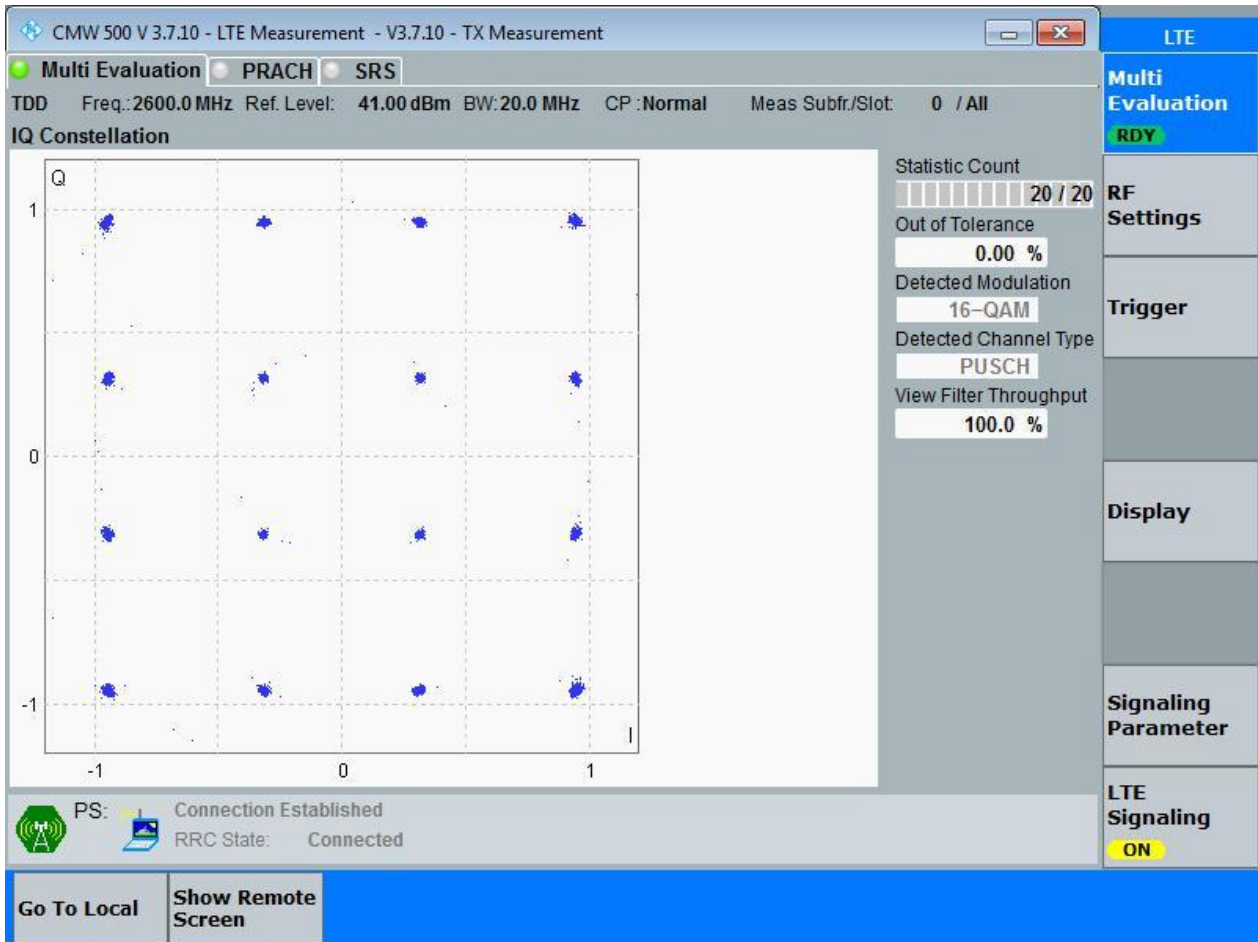 CMW 500 V 3.7.10 - LTE Measurement - V3.7.10 - TX Measurement
Multi Evaluation PRACH SRS
TDD Freq.: 2600.0 MHz Ref. Level: 41.00 dBm BW: 20.0 MHz CP : Normal Meas Subfr./Slot: 0 / All
IQ Constellation
Q
1
0
-1
I
-1 0 1
Statistic Count
20 / 20
Out of Tolerance
0.00 %
Detected Modulation
16-QAM
Detected Channel Type
PUSCH
View Filter Throughput
100.0 %
PS: Connection Established
RRC State: Connected
LTE
Multi
Evaluation
RDY
RF
Settings
Trigger
Display
Signaling
Parameter
LTE
Signaling
ON
Go To Local
Show Remote
Screen